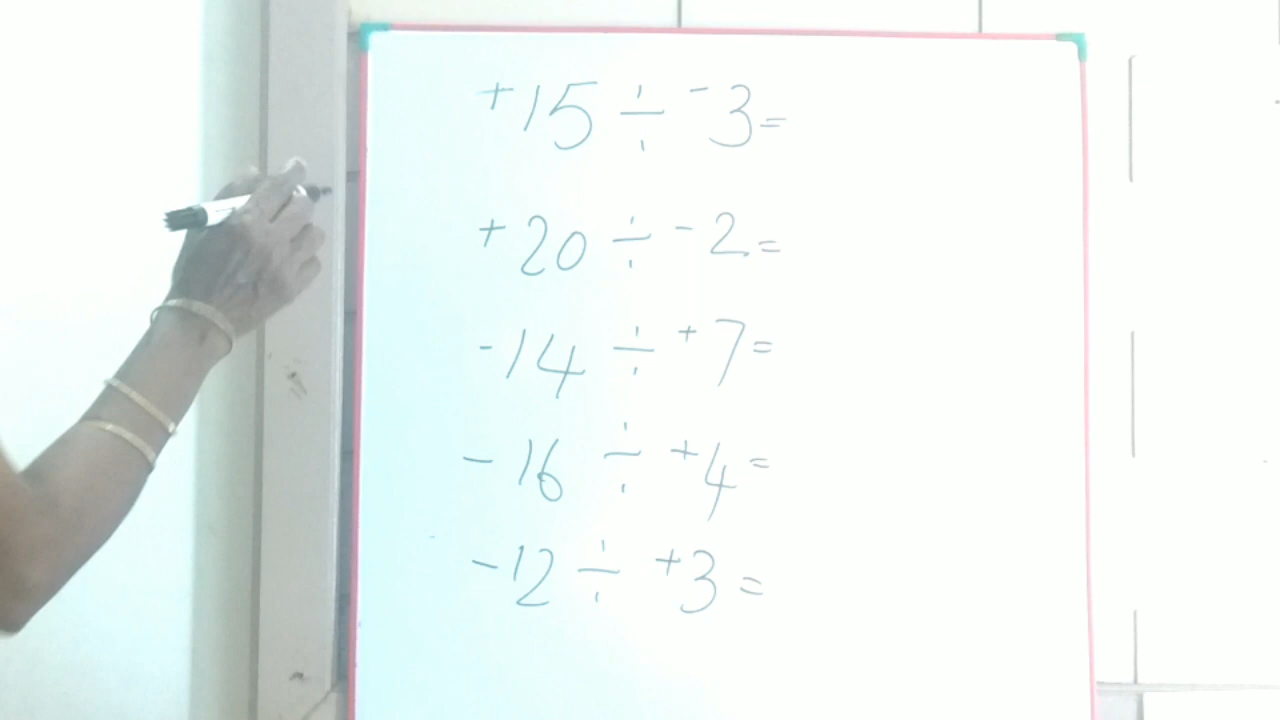 +15 ÷ -3=
+20 ÷ -2=
-14 ÷ +7=
-16 ÷ +4=
-12 ÷ +3=